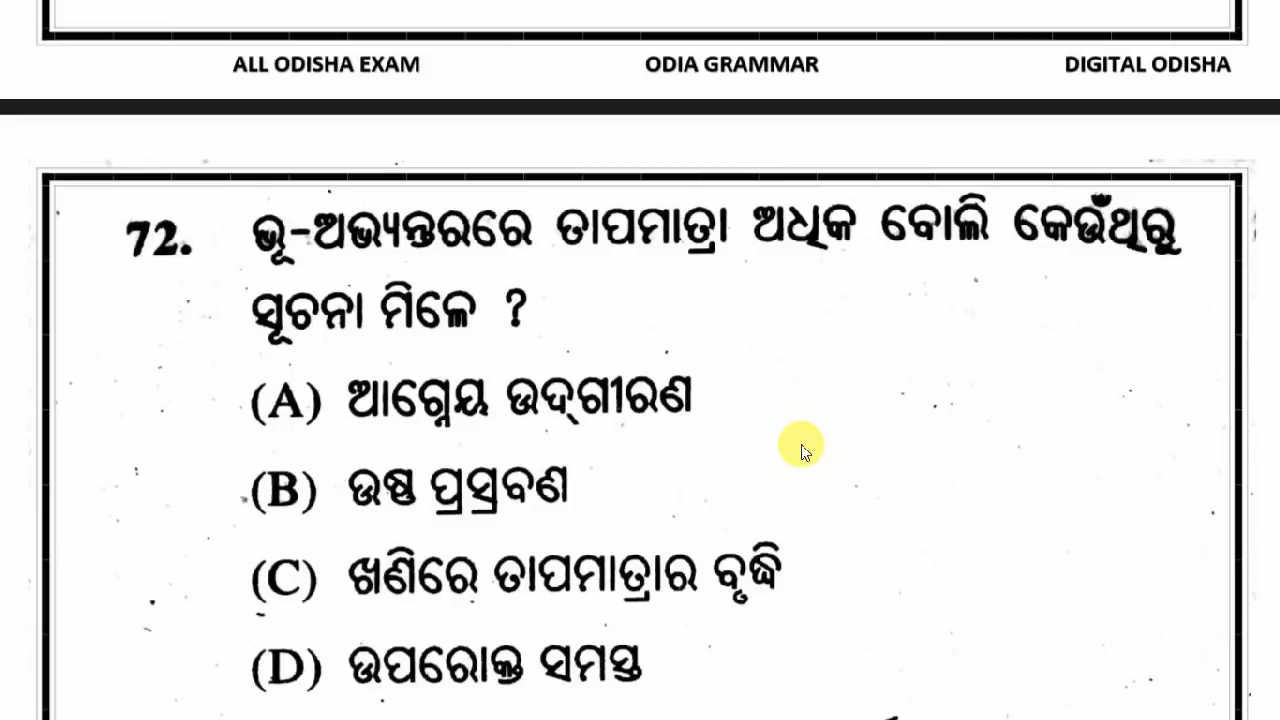 ALL ODISHA EXAM ODIA GRAMMAR DIGITAL ODISHA
72. ଭୂ-ଅଭ୍ୟନ୍ତରରେ ତାପମାତ୍ରା ଅଧିକ ବୋଲି କେଉଁଥିରୁ
ସୂଚନା ମିଳେ ?
(A) ଆଗ୍ନେୟ ଉଦ୍‌ଗୀରଣ
(B) ଉଷ୍ଣ ପ୍ରସ୍ରବଣ
(C) ଖଣିରେ ତାପମାତ୍ରାର ବୃଦ୍ଧି
(D) ଉପରୋକ୍ତ ସମସ୍ତ